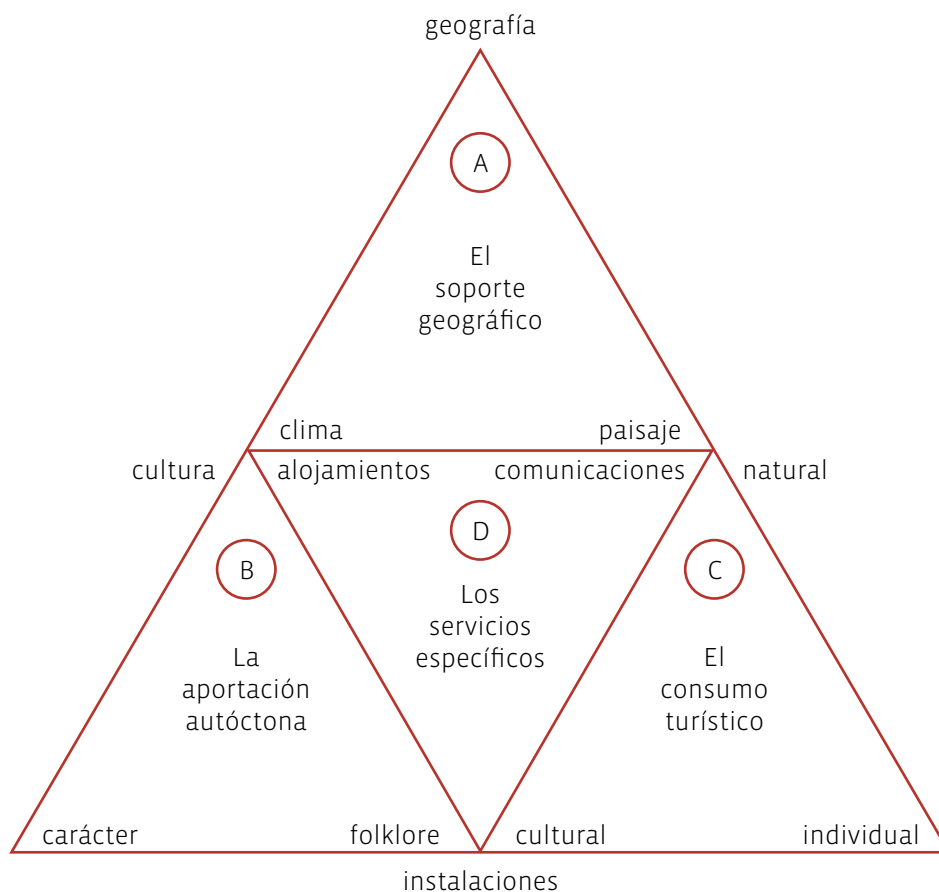 geografía
A
El
soporte
geográfico
clima
paisaje
cultura
alojamientos
comunicaciones
natural
D
B
C
Los
servicios
específicos
La
aportación
autóctona
El
consumo
turístico
carácter
folklore
cultural
individual
instalaciones